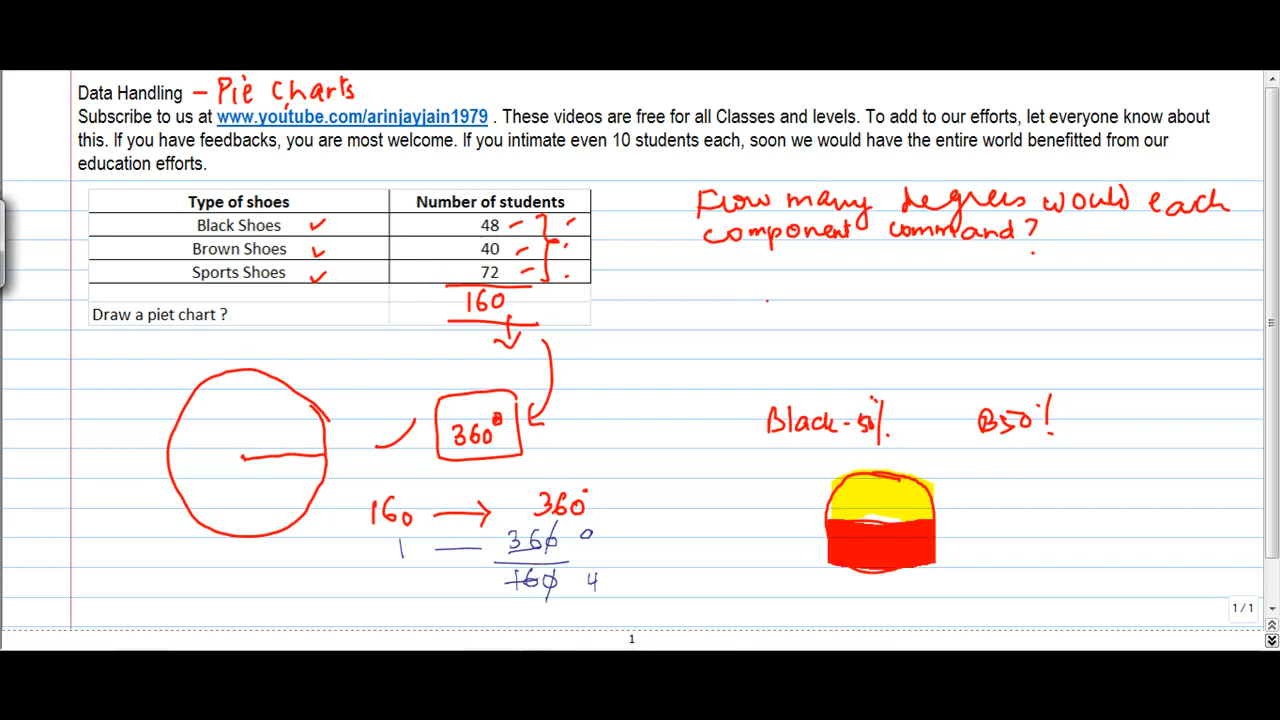 Data Handling - Pie Charts
Subscribe to us at www.youtube.com/arinjayjain1979 . These videos are free for all Classes and levels. To add to our efforts, let everyone know about
this. If you have feedbacks, you are most welcome. If you intimate even 10 students each, soon we would have the entire world benefitted from our
education efforts.
Type of shoes Number of students
Black Shoes 48
Brown Shoes 40
Sports Shoes 72
160
Draw a piet chart ?
How many degrees would each
component command?
360°
Black - 50%
B 50%
160 → 360°
1 — 360
160 4
1 / 1
1